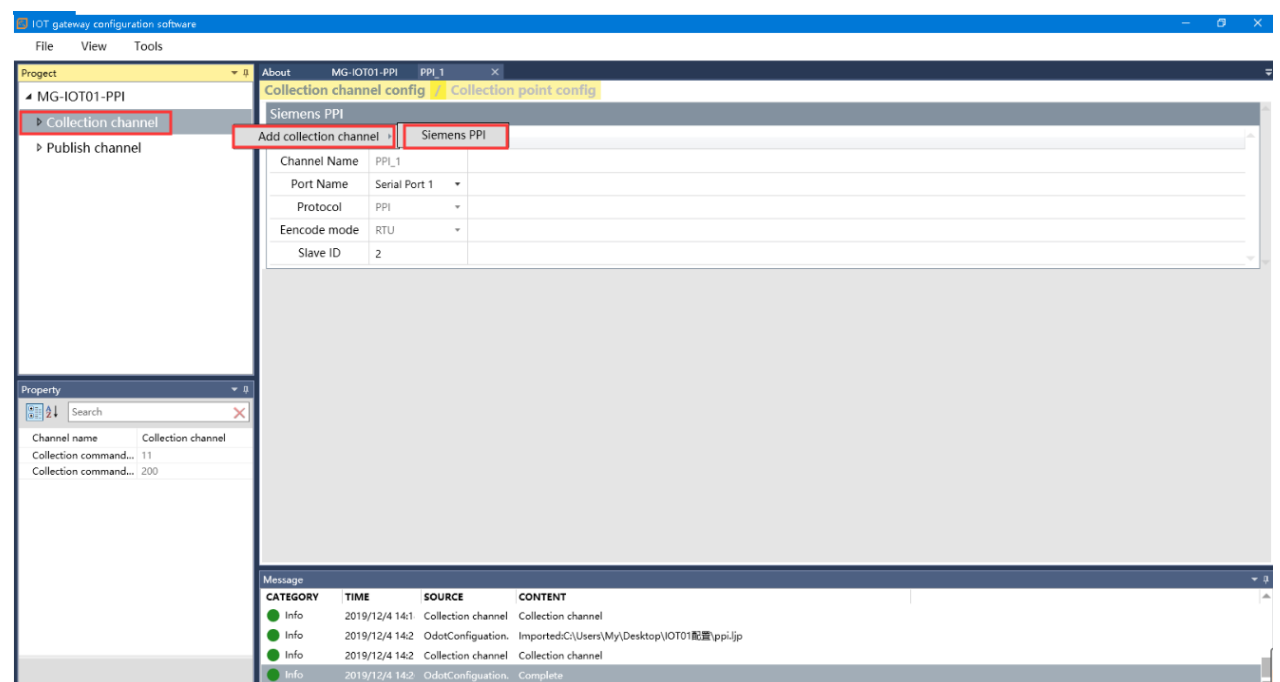 IOT gateway configuration software
File View Tools
Progect
MG-IOT01-PPI
Collection channel
Publish channel
About MG-IOT01-PPI PPI_1
Collection channel config / Collection point config
Siemens PPI
Add collection channel Siemens PPI
Channel Name PPI_1
Port Name Serial Port 1
Protocol PPI
Eencode mode RTU
Slave ID 2
Property
Search
Channel name Collection channel
Collection command... 11
Collection command... 200
Message
CATEGORY TIME SOURCE CONTENT
Info 2019/12/4 14:1 Collection channel Collection channel
Info 2019/12/4 14:2 OdotConfiguation. Imported:C:\Users\My\Desktop\IOT01配置\ppi.ljp
Info 2019/12/4 14:2 Collection channel Collection channel
Info 2019/12/4 14:2 OdotConfiguation. Complete